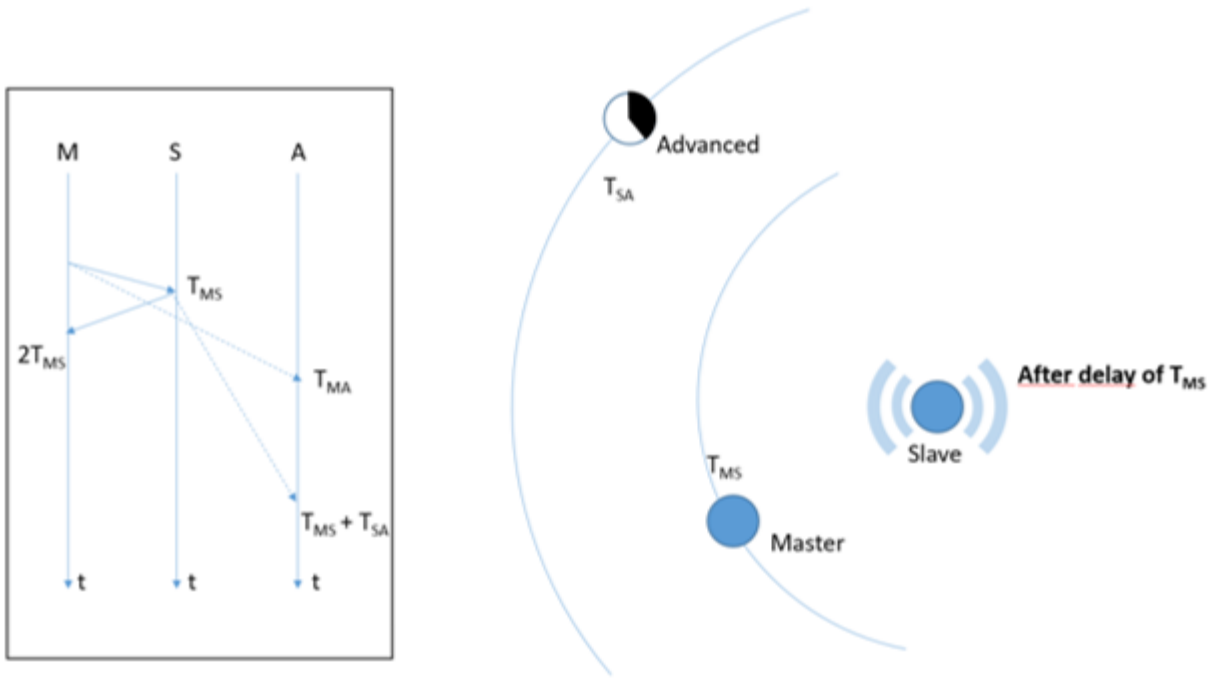 M S A
T_MS
2T_MS
T_MA
T_MS + T_SA
t t t
Advanced
T_SA
After delay of T_MS
Slave
T_MS
Master